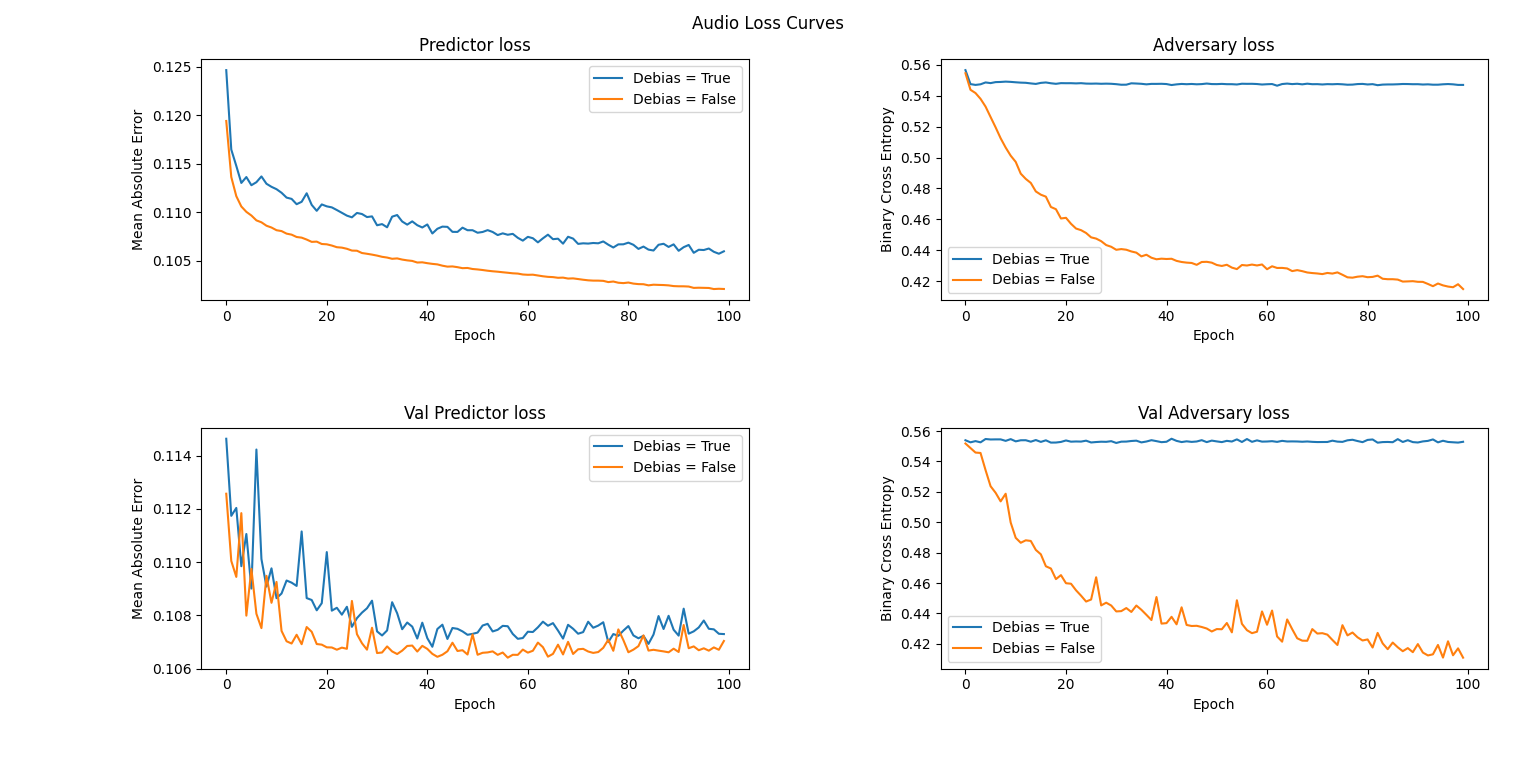 Audio Loss Curves
Predictor loss
Mean Absolute Error
0.125
0.120
0.115
0.110
0.105
Debias = True
Debias = False
0 20 40 60 80 100
Epoch
Adversary loss
Binary Cross Entropy
0.56
0.54
0.52
0.50
0.48
0.46
0.44
0.42
Debias = True
Debias = False
0 20 40 60 80 100
Epoch
Val Predictor loss
Mean Absolute Error
0.114
0.112
0.110
0.108
0.106
Debias = True
Debias = False
0 20 40 60 80 100
Epoch
Val Adversary loss
Binary Cross Entropy
0.56
0.54
0.52
0.50
0.48
0.46
0.44
0.42
Debias = True
Debias = False
0 20 40 60 80 100
Epoch